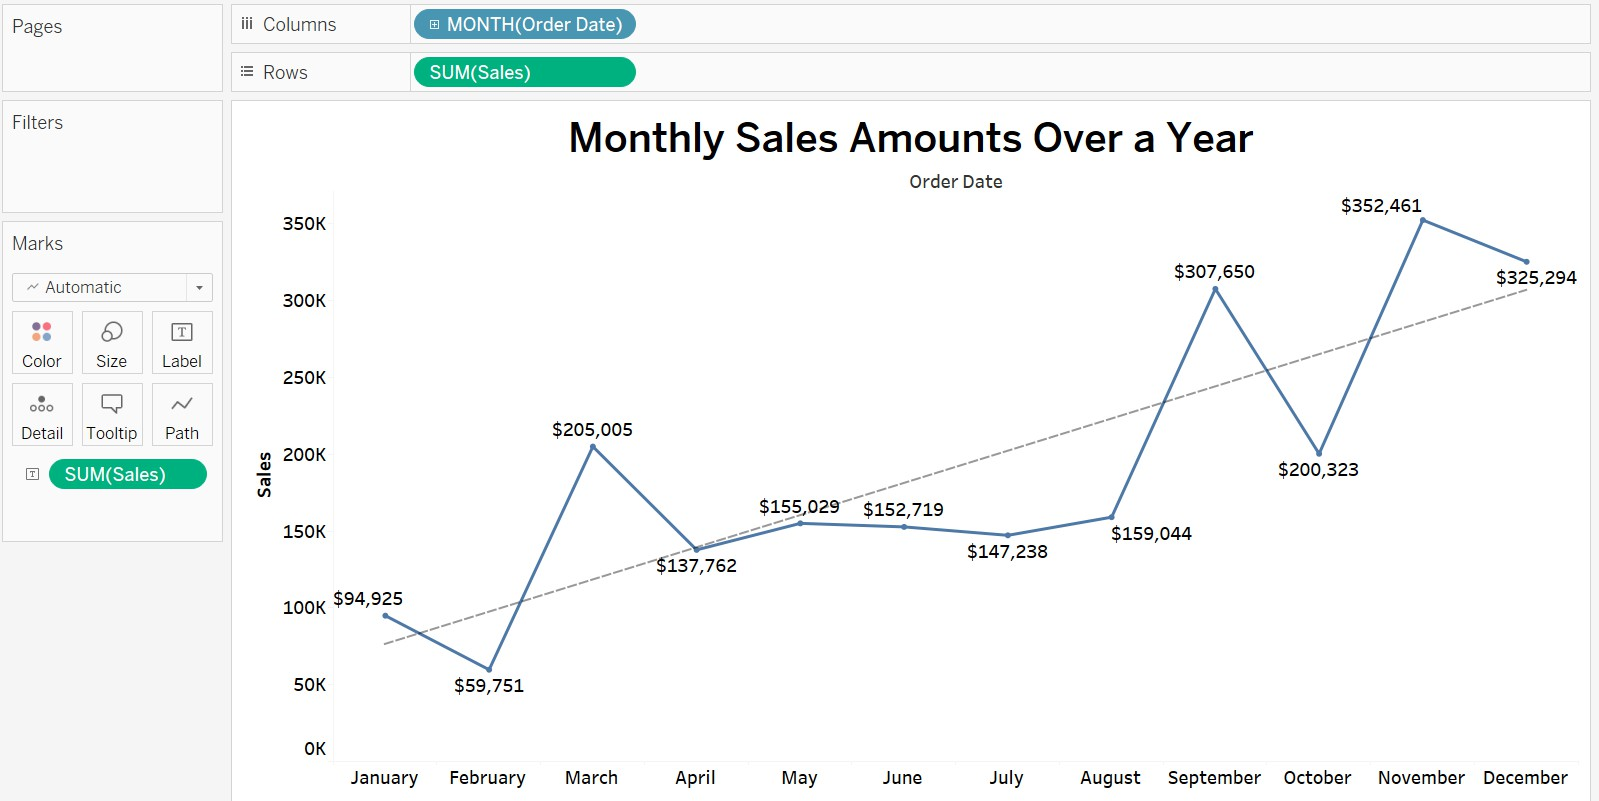 Pages
Columns
MONTH(Order Date)
Rows
SUM(Sales)
Filters
Marks
Automatic
Color
Size
T
Label
Detail
Tooltip
Path
T
SUM(Sales)
Monthly Sales Amounts Over a Year
Order Date
Sales
350K
300K
250K
200K
150K
100K
50K
0K
$94,925
$59,751
$205,005
$137,762
$155,029
$152,719
$147,238
$159,044
$307,650
$200,323
$352,461
$325,294
January
February
March
April
May
June
July
August
September
October
November
December